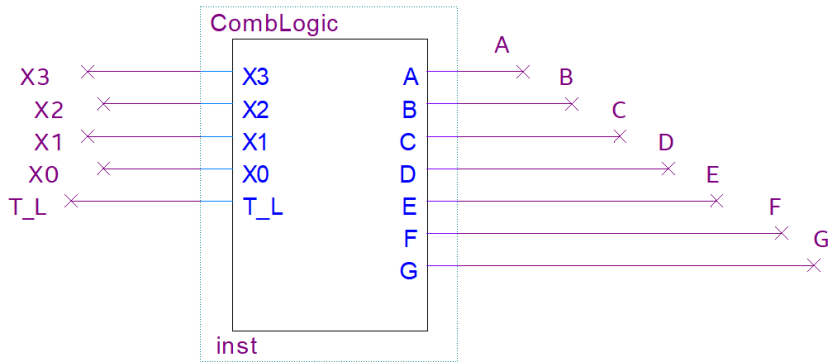 CombLogic
A
X3 X3 A B
X2 X2 B C
X1 X1 C D
X0 X0 D E
T_L T_L E F
F G
G
inst